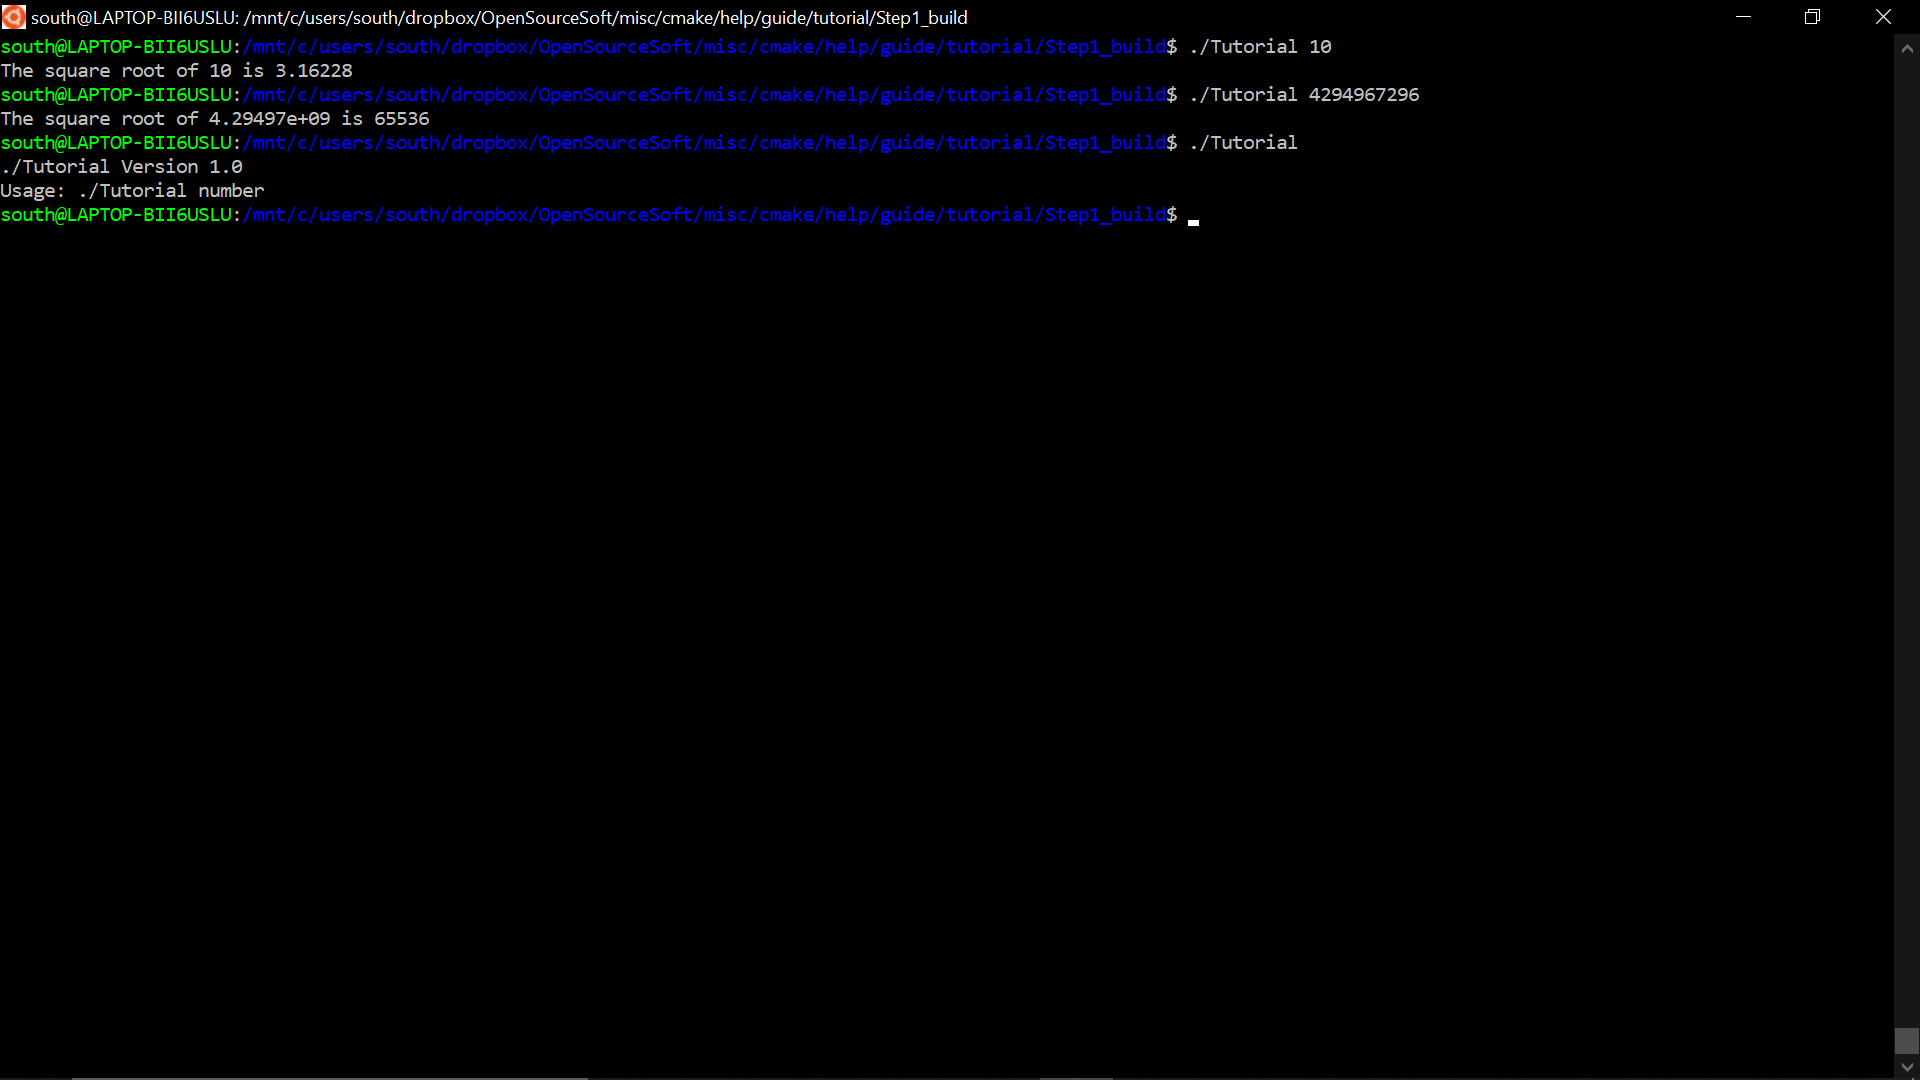 south@LAPTOP-BII6USLU: /mnt/c/users/south/dropbox/OpenSourceSoft/misc/cmake/help/guide/tutorial/Step1_build
south@LAPTOP-BII6USLU:/mnt/c/users/south/dropbox/OpenSourceSoft/misc/cmake/help/guide/tutorial/Step1_build$ ./Tutorial 10
The square root of 10 is 3.16228
south@LAPTOP-BII6USLU:/mnt/c/users/south/dropbox/OpenSourceSoft/misc/cmake/help/guide/tutorial/Step1_build$ ./Tutorial 4294967296
The square root of 4.29497e+09 is 65536
south@LAPTOP-BII6USLU:/mnt/c/users/south/dropbox/OpenSourceSoft/misc/cmake/help/guide/tutorial/Step1_build$ ./Tutorial
./Tutorial Version 1.0
Usage: ./Tutorial number
south@LAPTOP-BII6USLU:/mnt/c/users/south/dropbox/OpenSourceSoft/misc/cmake/help/guide/tutorial/Step1_build$